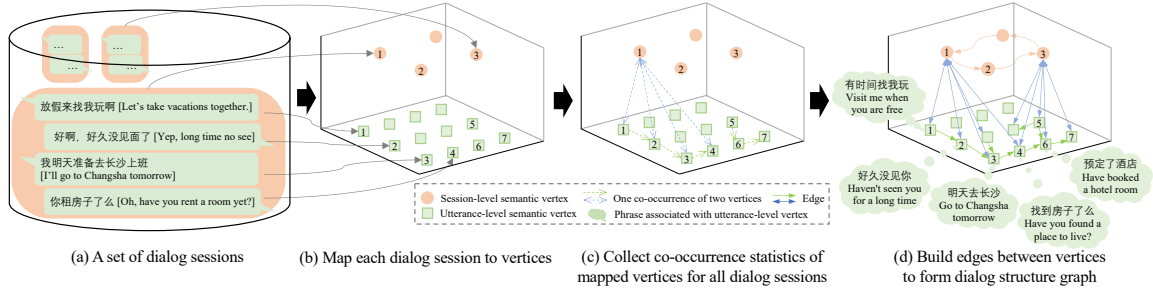 …
…
…
…
放假来找我玩啊 [Let's take vacations together.]
好啊，好久没见面了 [Yep, long time no see]
我明天准备去长沙上班
[I'll go to Changsha tomorrow]
你租房子了么 [Oh, have you rent a room yet?]
(a) A set of dialog sessions
1
2
3
1
2
3
4
5
6
7
(b) Map each dialog session to vertices
1
2
3
1
2
3
4
5
6
7
(c) Collect co-occurrence statistics of
mapped vertices for all dialog sessions
1
2
3
1
2
3
4
5
6
7
有时间找我玩
Visit me when
you are free
好久没见你
Haven't seen you
for a long time
明天去长沙
Go to Changsha
tomorrow
找到房子了么
Have you found a
place to live?
预定了酒店
Have booked
a hotel room
(d) Build edges between vertices
to form dialog structure graph
Session-level semantic vertex
One co-occurrence of two vertices
Edge
Utterance-level semantic vertex
Phrase associated with utterance-level vertex